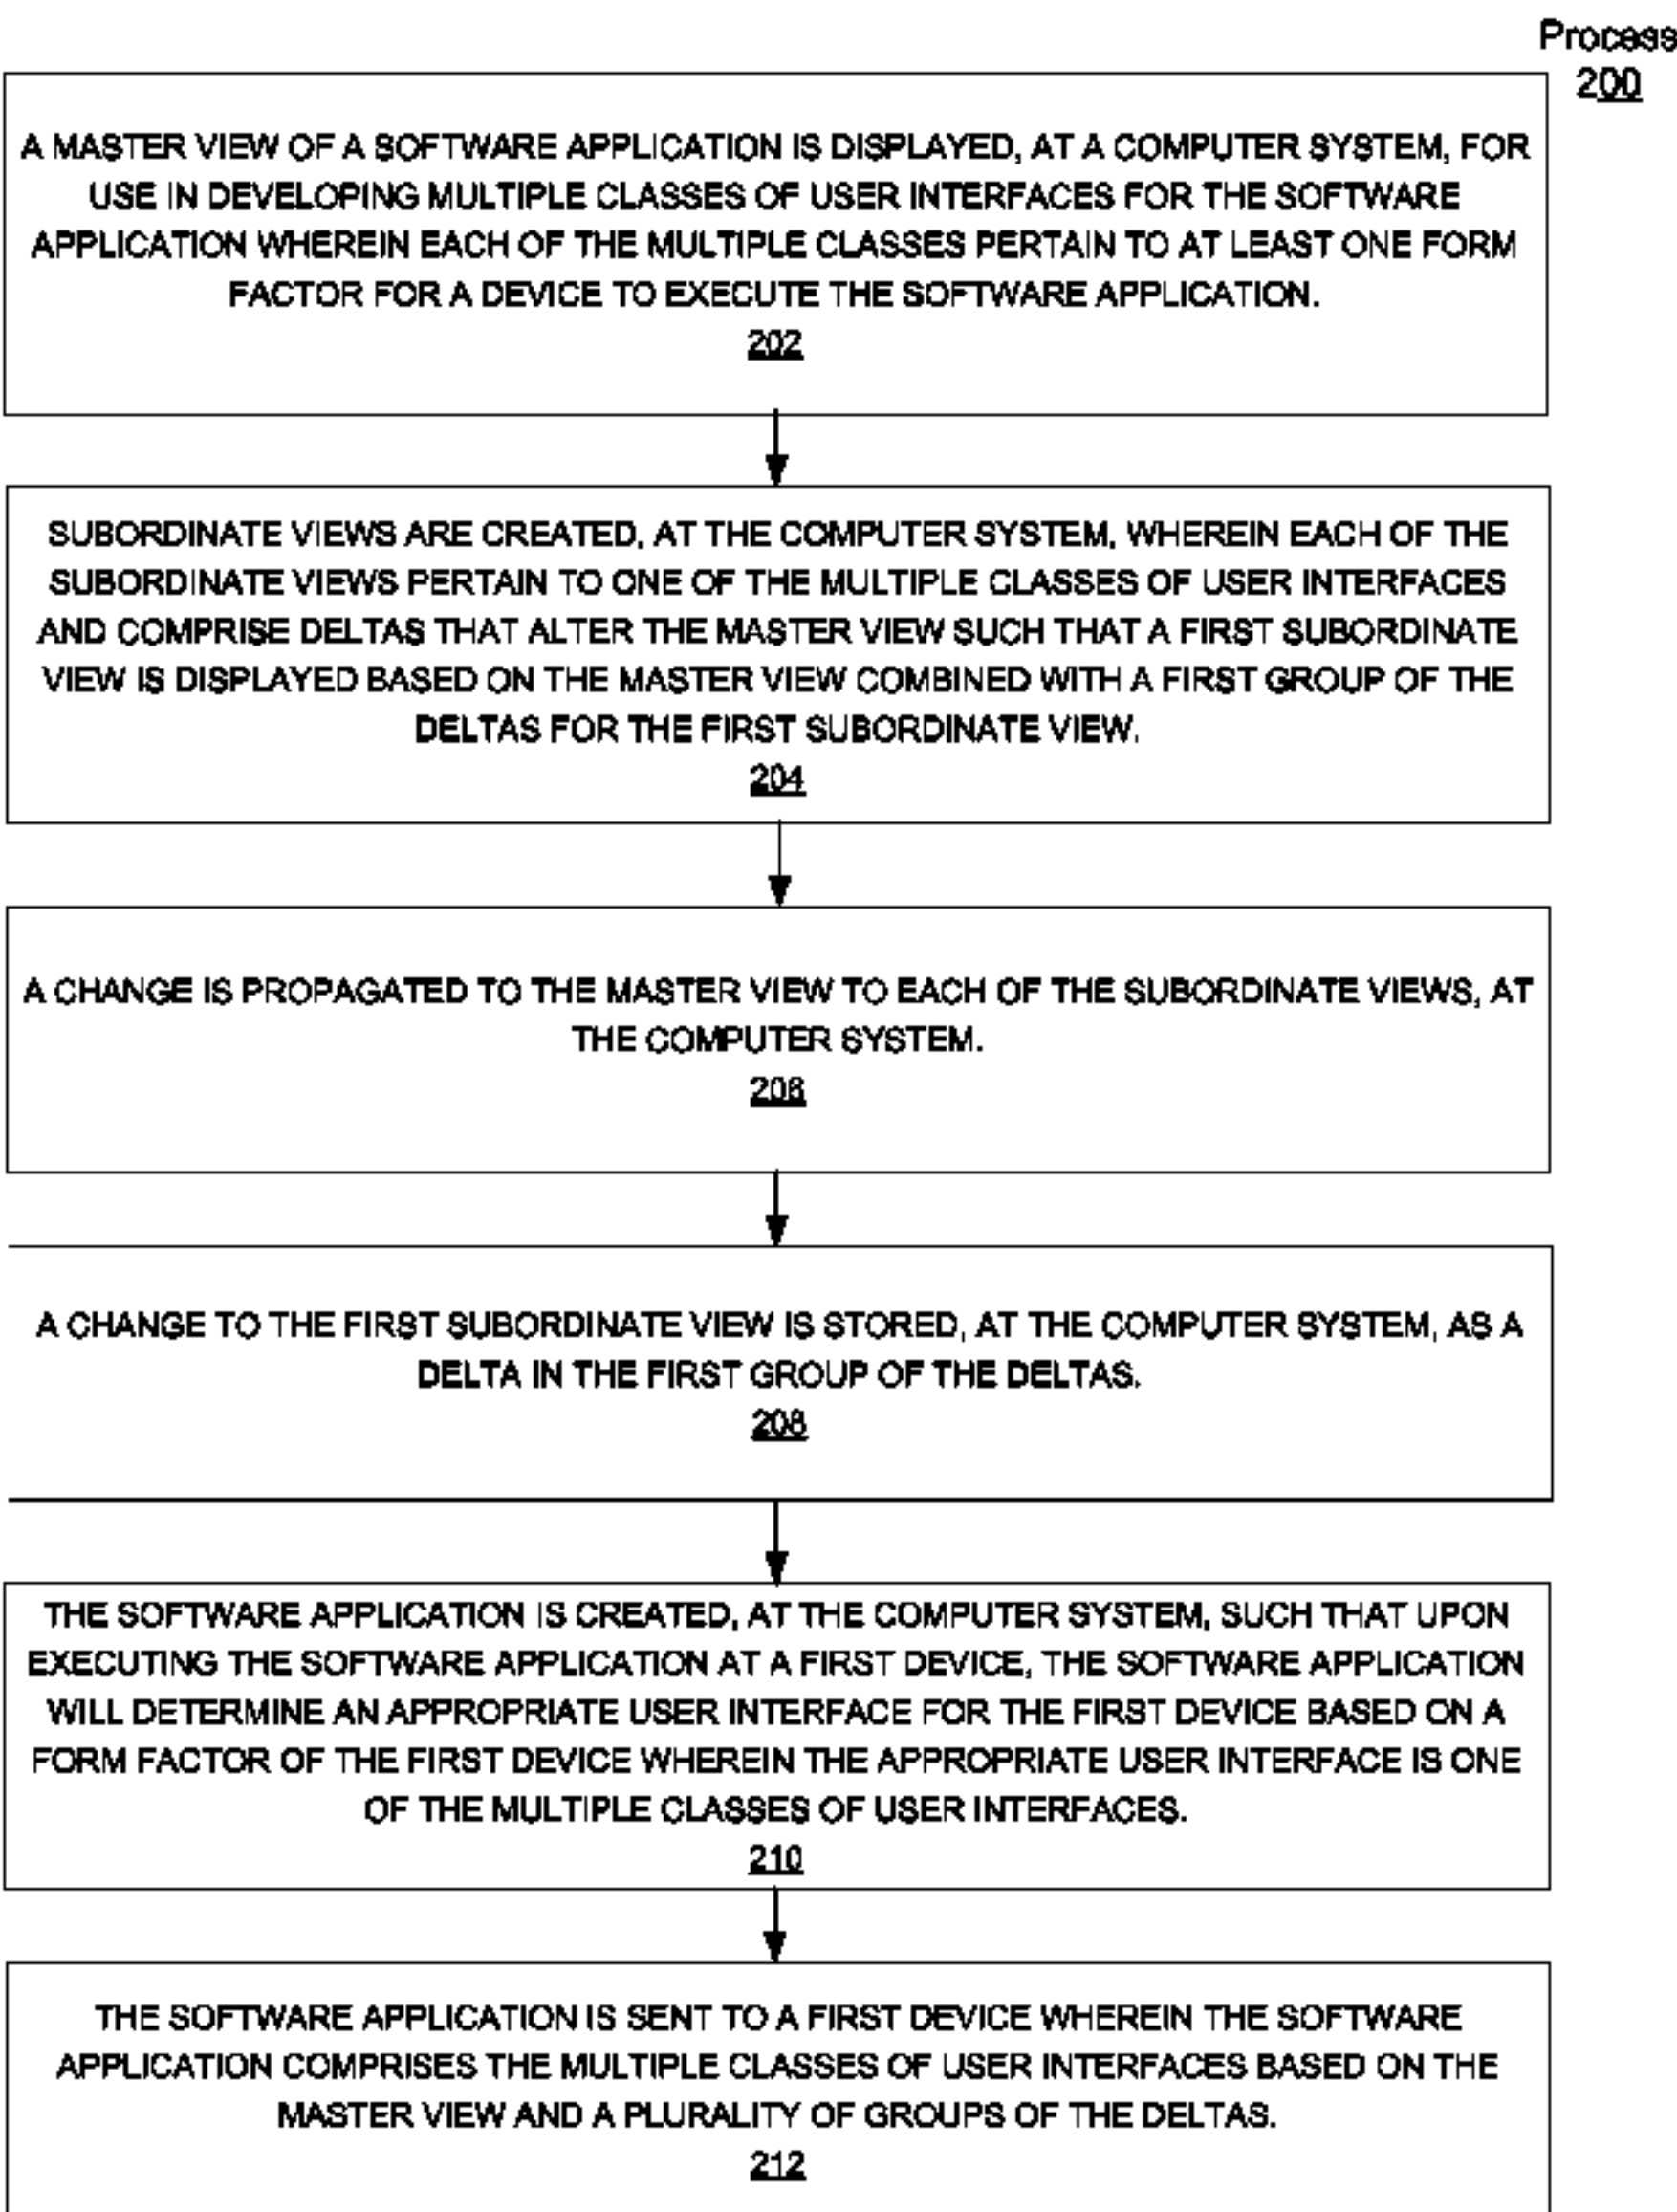 Process
200
A MASTER VIEW OF A SOFTWARE APPLICATION IS DISPLAYED, AT A COMPUTER SYSTEM, FOR
USE IN DEVELOPING MULTIPLE CLASSES OF USER INTERFACES FOR THE SOFTWARE
APPLICATION WHEREIN EACH OF THE MULTIPLE CLASSES PERTAIN TO AT LEAST ONE FORM
FACTOR FOR A DEVICE TO EXECUTE THE SOFTWARE APPLICATION.
202
SUBORDINATE VIEWS ARE CREATED, AT THE COMPUTER SYSTEM, WHEREIN EACH OF THE
SUBORDINATE VIEWS PERTAIN TO ONE OF THE MULTIPLE CLASSES OF USER INTERFACES
AND COMPRISE DELTAS THAT ALTER THE MASTER VIEW SUCH THAT A FIRST SUBORDINATE
VIEW IS DISPLAYED BASED ON THE MASTER VIEW COMBINED WITH A FIRST GROUP OF THE
DELTAS FOR THE FIRST SUBORDINATE VIEW.
204
A CHANGE IS PROPAGATED TO THE MASTER VIEW TO EACH OF THE SUBORDINATE VIEWS, AT
THE COMPUTER SYSTEM.
206
A CHANGE TO THE FIRST SUBORDINATE VIEW IS STORED, AT THE COMPUTER SYSTEM, AS A
DELTA IN THE FIRST GROUP OF THE DELTAS.
208
THE SOFTWARE APPLICATION IS CREATED, AT THE COMPUTER SYSTEM, SUCH THAT UPON
EXECUTING THE SOFTWARE APPLICATION AT A FIRST DEVICE, THE SOFTWARE APPLICATION
WILL DETERMINE AN APPROPRIATE USER INTERFACE FOR THE FIRST DEVICE BASED ON A
FORM FACTOR OF THE FIRST DEVICE WHEREIN THE APPROPRIATE USER INTERFACE IS ONE
OF THE MULTIPLE CLASSES OF USER INTERFACES.
210
THE SOFTWARE APPLICATION IS SENT TO A FIRST DEVICE WHEREIN THE SOFTWARE
APPLICATION COMPRISES THE MULTIPLE CLASSES OF USER INTERFACES BASED ON THE
MASTER VIEW AND A PLURALITY OF GROUPS OF THE DELTAS.
212